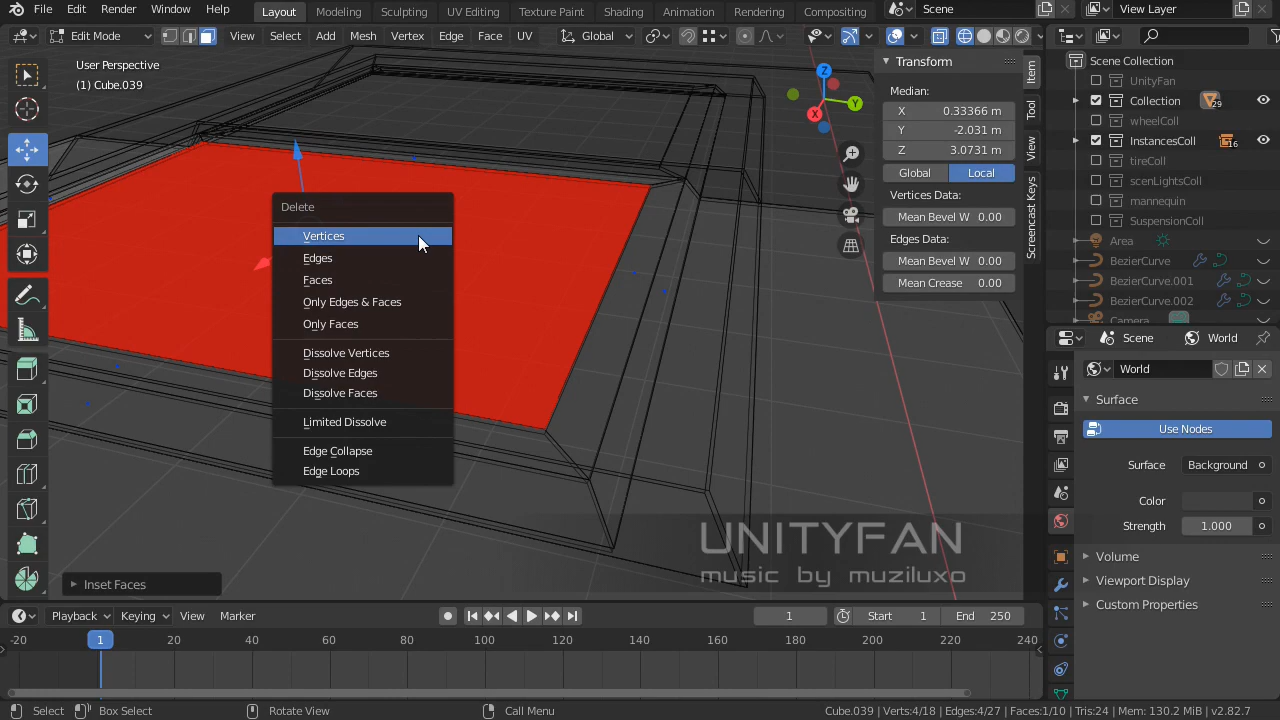 File Edit Render Window Help Layout Modeling Sculpting UV Editing Texture Paint Shading Animation Rendering Compositing Scene View Layer
Edit Mode View Select Add Mesh Vertex Edge Face UV Global
User Perspective
(1) Cube.039
Z
Y
X
Transform
Median:
X 0.33366 m
Y -2.031 m
Z 3.0731 m
Global Local
Vertices Data:
Mean Bevel W 0.00
Edges Data:
Mean Bevel W 0.00
Mean Crease 0.00
Item
Tool
View
Screencast Keys
Scene Collection
UnityFan
Collection 29
wheelColl
InstancesColl 16
tireColl
scenLightsColl
mannequin
SuspensionColl
Area
BezierCurve
BezierCurve.001
BezierCurve.002
Camera
Delete
Vertices
Edges
Faces
Only Edges & Faces
Only Faces
Dissolve Vertices
Dissolve Edges
Dissolve Faces
Limited Dissolve
Edge Collapse
Edge Loops
Scene World
World
Surface
Use Nodes
Surface Background
Color
Strength 1.000
Volume
Viewport Display
Custom Properties
UNITYFAN
music by muziluxo
Inset Faces
Playback Keying View Marker 1 Start 1 End 250
-20 1 20 40 60 80 100 120 140 160 180 200 220 240
Select Box Select Rotate View Call Menu Cube.039 | Verts:4/18 | Edges:4/27 | Faces:1/10 | Tris:24 | Mem: 130.2 MiB | v2.82.7